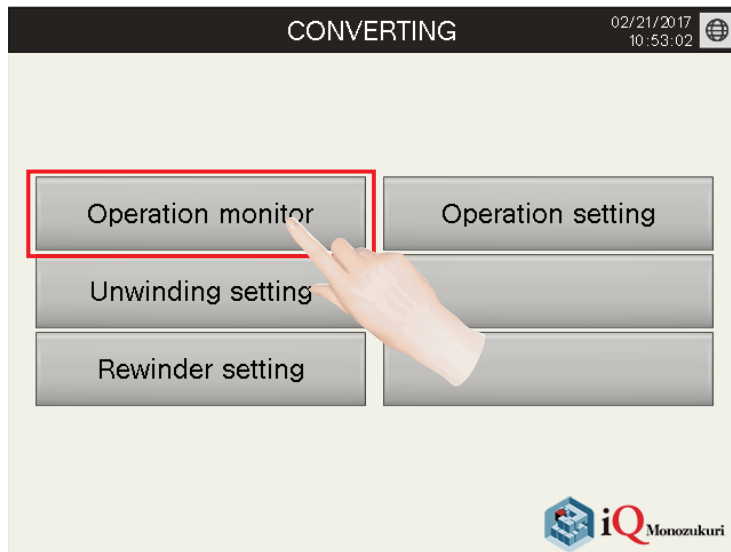 CONVERTING
02/21/2017
10:53:02
Operation monitor
Operation setting
Unwinding setting
Rewinder setting
iQ Monozukuri